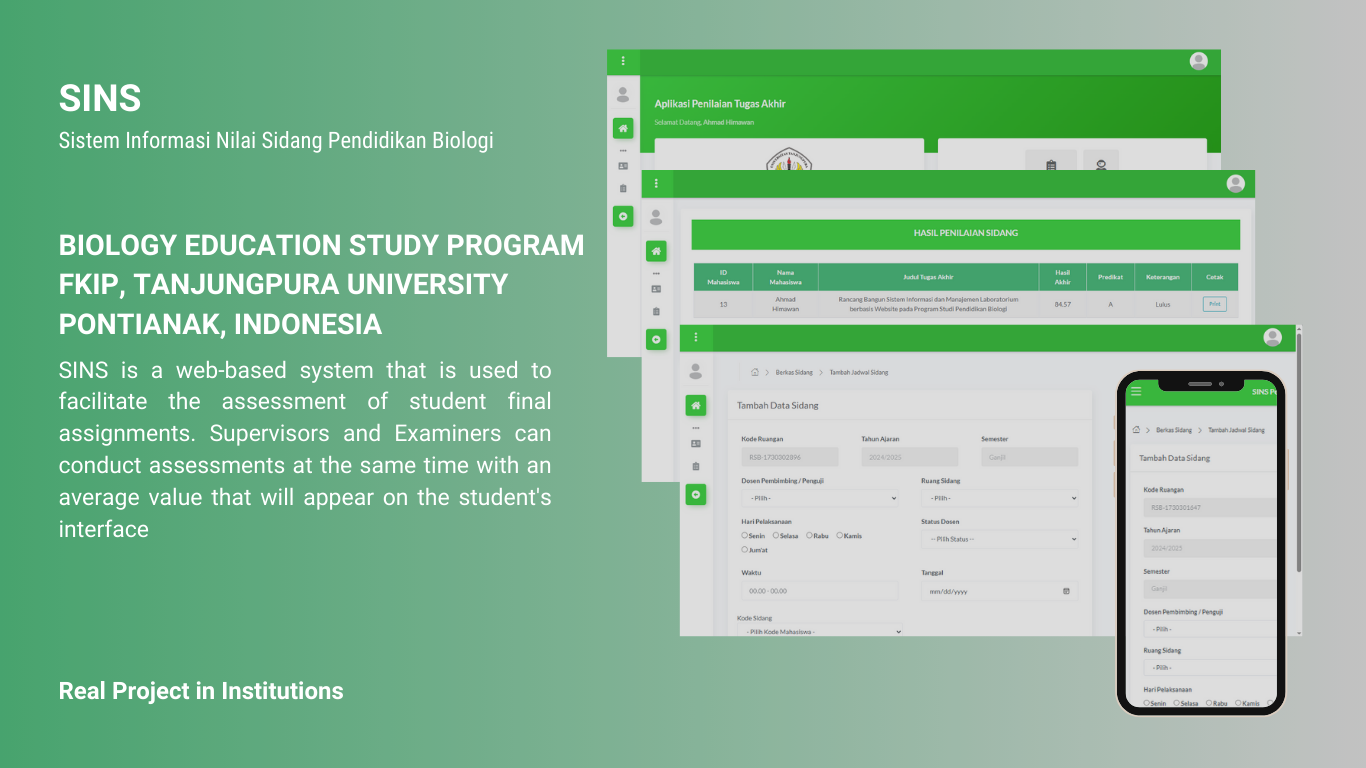 SINS
Sistem Informasi Nilai Sidang Pendidikan Biologi
BIOLOGY EDUCATION STUDY PROGRAM
FKIP, TANJUNGPURA UNIVERSITY
PONTIANAK, INDONESIA
SINS is a web-based system that is used to
facilitate the assessment of student final
assignments. Supervisors and Examiners can
conduct assessments at the same time with an
average value that will appear on the student's
interface
Real Project in Institutions
Aplikasi Penilaian Tugas Akhir
Selamat Datang, Ahmad Himawan
HASIL PENILAIAN SIDANG
ID Mahasiswa Nama Mahasiswa Judul Tugas Akhir Hasil Akhir Predikat Keterangan Cetak
13 Ahmad Himawan Rancang Bangun Sistem Informasi dan Manajemen Laboratorium berbasis Website pada Program Studi Pendidikan Biologi 84.57 A Lulus Print
Berkas Sidang > Tambah Jadwal Sidang
Tambah Data Sidang
Kode Ruangan Tahun Ajaran Semester
RSB-1730302896 2024/2025 Ganjil
Dosen Pembimbing / Penguji Ruang Sidang
- Pilih - - Pilih -
Hari Pelaksanaan Status Dosen
Senin Selasa Rabu Kamis -- Pilih Status --
Jum'at
Waktu Tanggal
00.00 - 00.00 mm/dd/yyyy
Kode Sidang
- Pilih Kode Mahasiswa -
SINS
Berkas Sidang > Tambah Jadwal Sidang
Tambah Data Sidang
Kode Ruangan
RSB-1730301647
Tahun Ajaran
2024/2025
Semester
Ganjil
Dosen Pembimbing / Penguji
- Pilih -
Ruang Sidang
- Pilih -
Hari Pelaksanaan
Senin Selasa Rabu Kamis